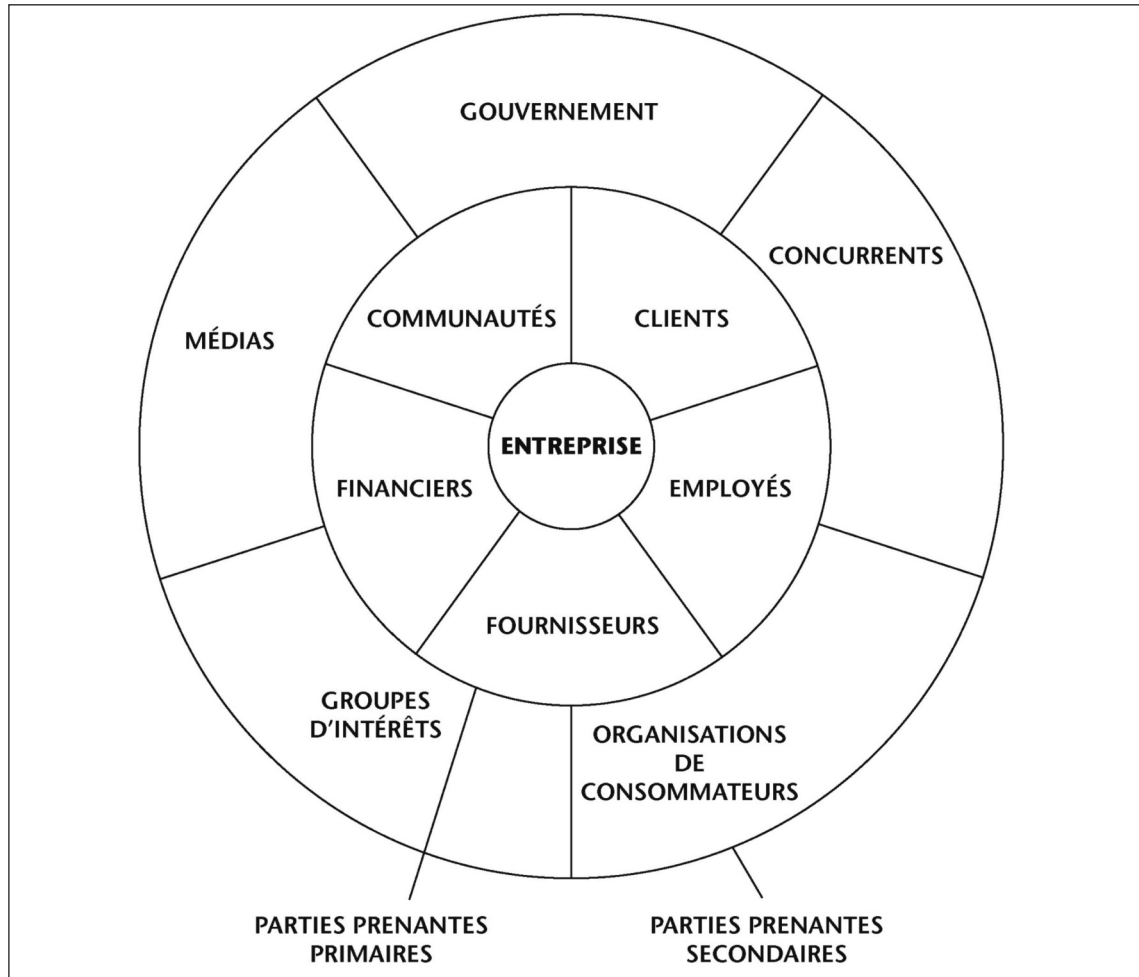 GOUVERNEMENT
CONCURRENTS
COMMUNAUTÉS
CLIENTS
MÉDIAS
ENTREPRISE
FINANCIERS
EMPLOYÉS
FOURNISSEURS
GROUPES
D'INTÉRÊTS
ORGANISATIONS
DE
CONSOMMATEURS
PARTIES PRENANTES
PRIMAIRES
PARTIES PRENANTES
SECONDAIRES